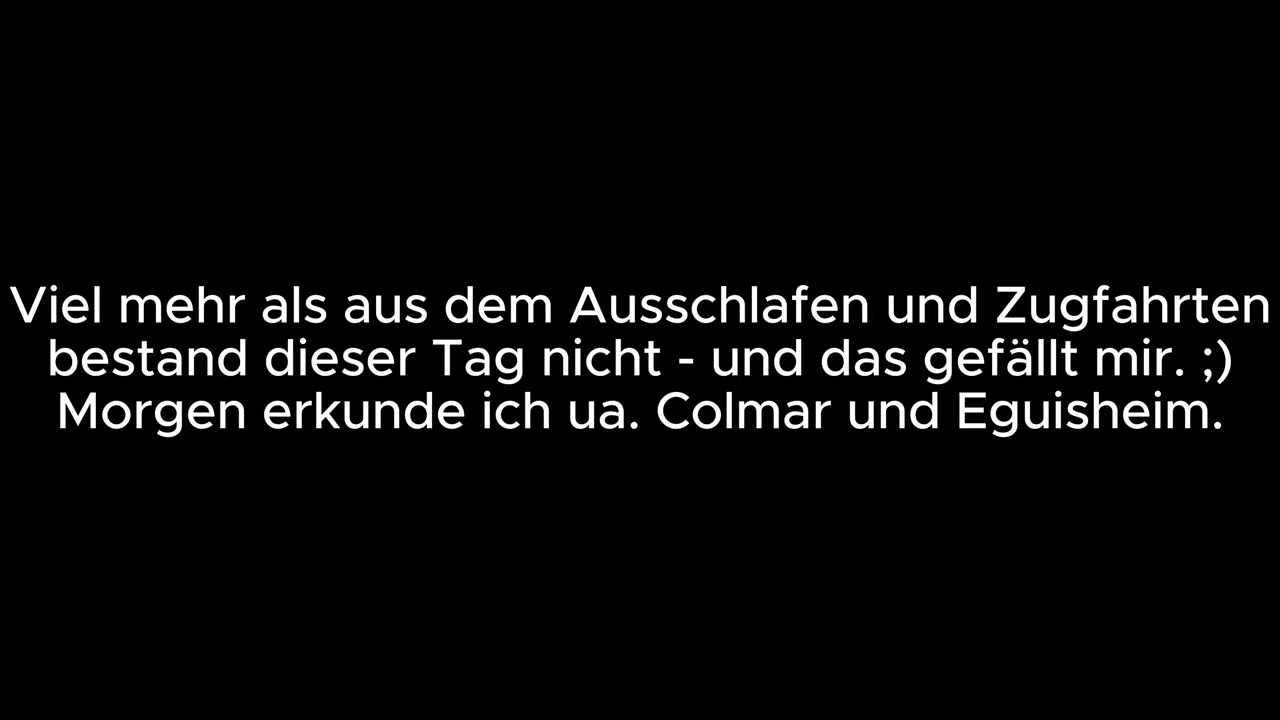 Viel mehr als aus dem Ausschlafen und Zugfahrten
bestand dieser Tag nicht - und das gefällt mir. ;)
Morgen erkunde ich ua. Colmar und Eguisheim.